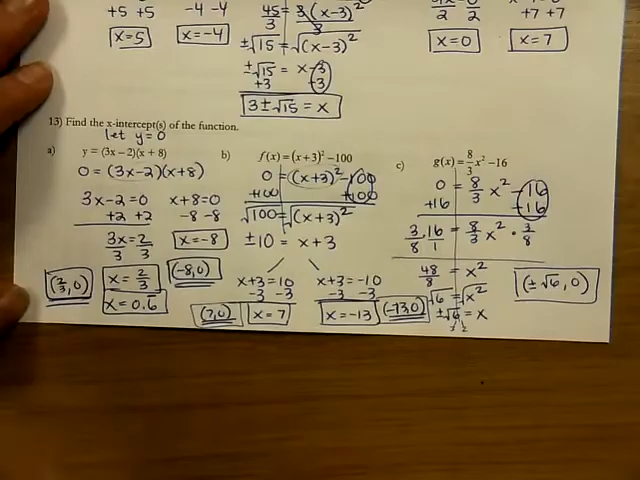 +5 +5
-4 -4
x=5
x=-4
45/3 = 3(x-3)²/3
±√15 = √(x-3)²
±√15 = x-3
+3 +3
3±√15 = x
+7 +7
x=0
x=7
13) Find the x-intercept(s) of the function.
let y=0
a) y = (3x - 2)(x + 8)
0 = (3x-2)(x+8)
3x-2=0 x+8=0
+2 +2 -8 -8
3x/3 = 2/3 x=-8
x = 2/3 (-8,0)
(2/3,0)
x=0.6̅
b) f(x) = (x+3)² - 100
0 = (x+3)² - 100
+100 +100
√100 = √(x+3)²
±10 = x+3
x+3=10 x+3=-10
-3 -3 -3 -3
(7,0) x=7 x=-13 (-13,0)
c) g(x) = 8/3 x² - 16
0 = 8/3 x² - 16
+16 +16
3/8 · 16/1 = 8/3 x² · 3/8
48/8 = x²
√6 = √x²
±√6 = x
(±√6, 0)